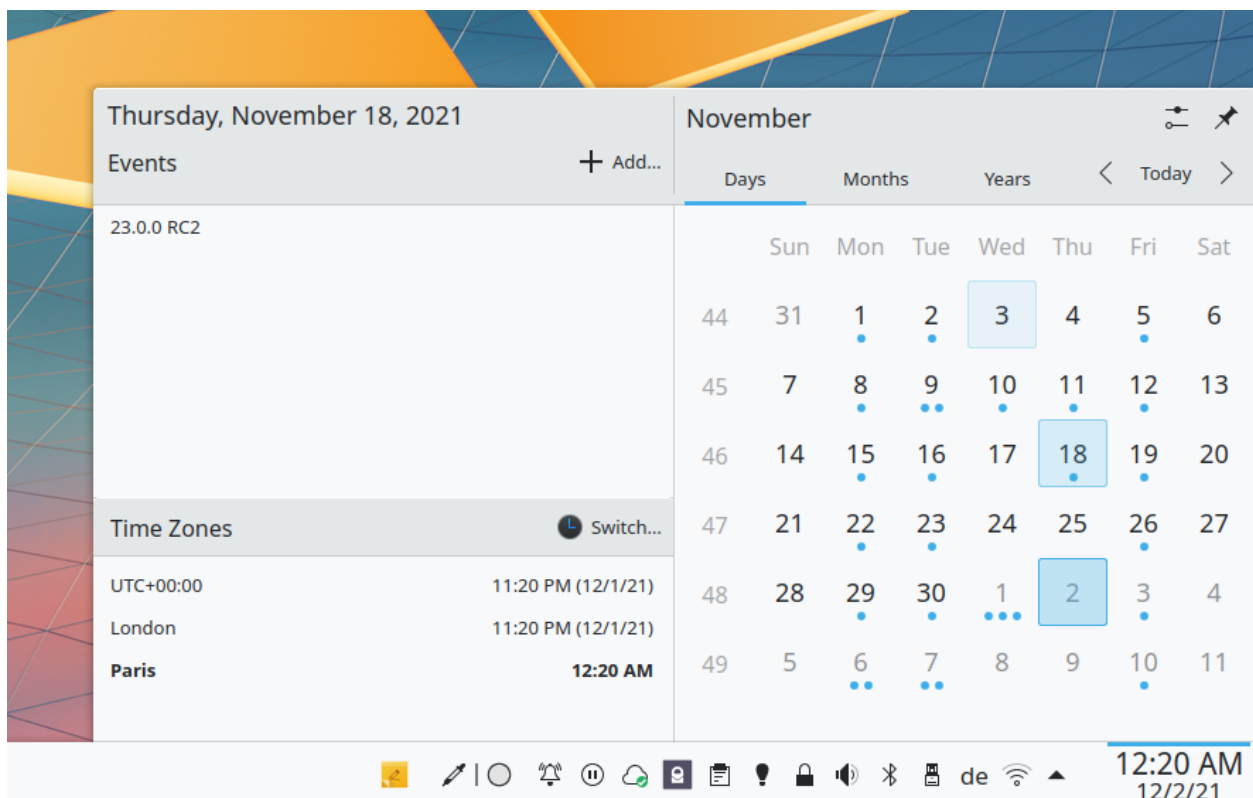 Thursday, November 18, 2021
Events
Add...
23.0.0 RC2
Time Zones
Switch...
UTC+00:00 11:20 PM (12/1/21)
London 11:20 PM (12/1/21)
Paris 12:20 AM
November
Days Months Years Today
Sun Mon Tue Wed Thu Fri Sat
44 31 1 2 3 4 5 6
45 7 8 9 10 11 12 13
46 14 15 16 17 18 19 20
47 21 22 23 24 25 26 27
48 28 29 30 1 2 3 4
49 5 6 7 8 9 10 11
de
12:20 AM
12/2/21